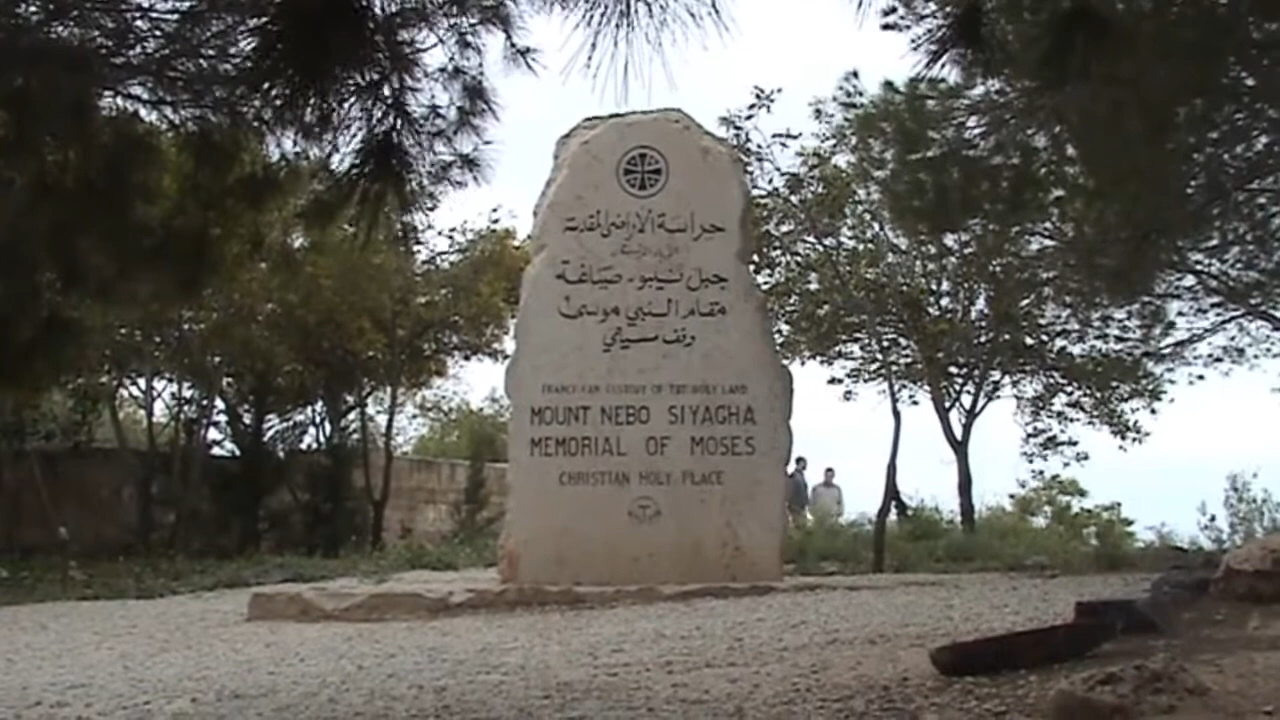 حراسة الاراضي المقدسة
جبل نيبو - صياغة
مقام النبي موسى
وقف مسيحي
FRANCISCAN CUSTODY OF THE HOLY LAND
MOUNT NEBO SIYAGHA
MEMORIAL OF MOSES
CHRISTIAN HOLY PLACE